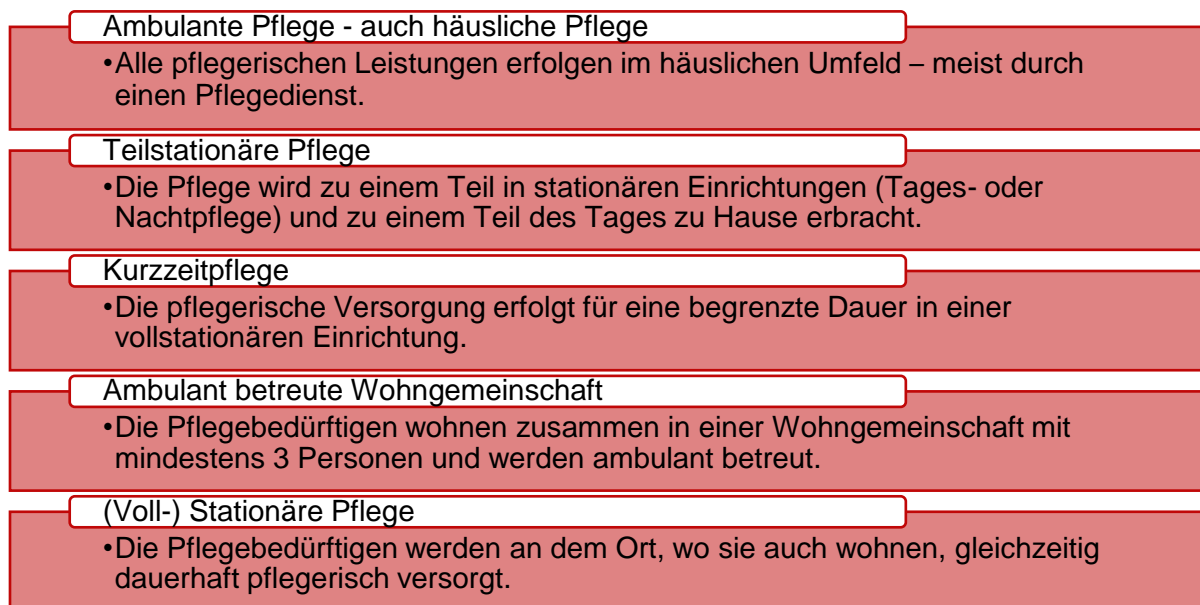 Ambulante Pflege - auch häusliche Pflege
•Alle pflegerischen Leistungen erfolgen im häuslichen Umfeld – meist durch
einen Pflegedienst.
Teilstationäre Pflege
•Die Pflege wird zu einem Teil in stationären Einrichtungen (Tages- oder
Nachtpflege) und zu einem Teil des Tages zu Hause erbracht.
Kurzzeitpflege
•Die pflegerische Versorgung erfolgt für eine begrenzte Dauer in einer
vollstationären Einrichtung.
Ambulant betreute Wohngemeinschaft
•Die Pflegebedürftigen wohnen zusammen in einer Wohngemeinschaft mit
mindestens 3 Personen und werden ambulant betreut.
(Voll-) Stationäre Pflege
•Die Pflegebedürftigen werden an dem Ort, wo sie auch wohnen, gleichzeitig
dauerhaft pflegerisch versorgt.